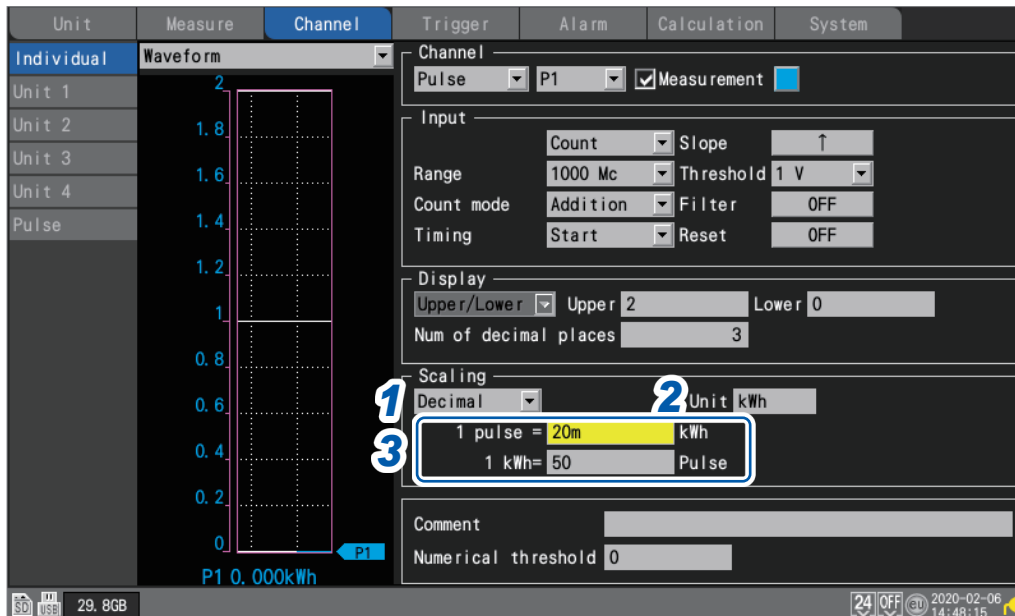 Unit Measure Channel Trigger Alarm Calculation System
Individual
Unit 1
Unit 2
Unit 3
Unit 4
Pulse
Waveform
2
1.8
1.6
1.4
1.2
1
0.8
0.6
0.4
0.2
0
P1
P1 0.000kWh
Channel
Pulse P1 Measurement
Input
Count Slope ↑
Range 1000 Mc Threshold 1 V
Count mode Addition Filter OFF
Timing Start Reset OFF
Display
Upper/Lower Upper 2 Lower 0
Num of decimal places 3
Scaling
1 Decimal 2 Unit kWh
3
1 pulse = 20m kWh
1 kWh= 50 Pulse
Comment
Numerical threshold 0
SD USB 29.8GB 24 OFF EU 2020-02-06
14:48:15